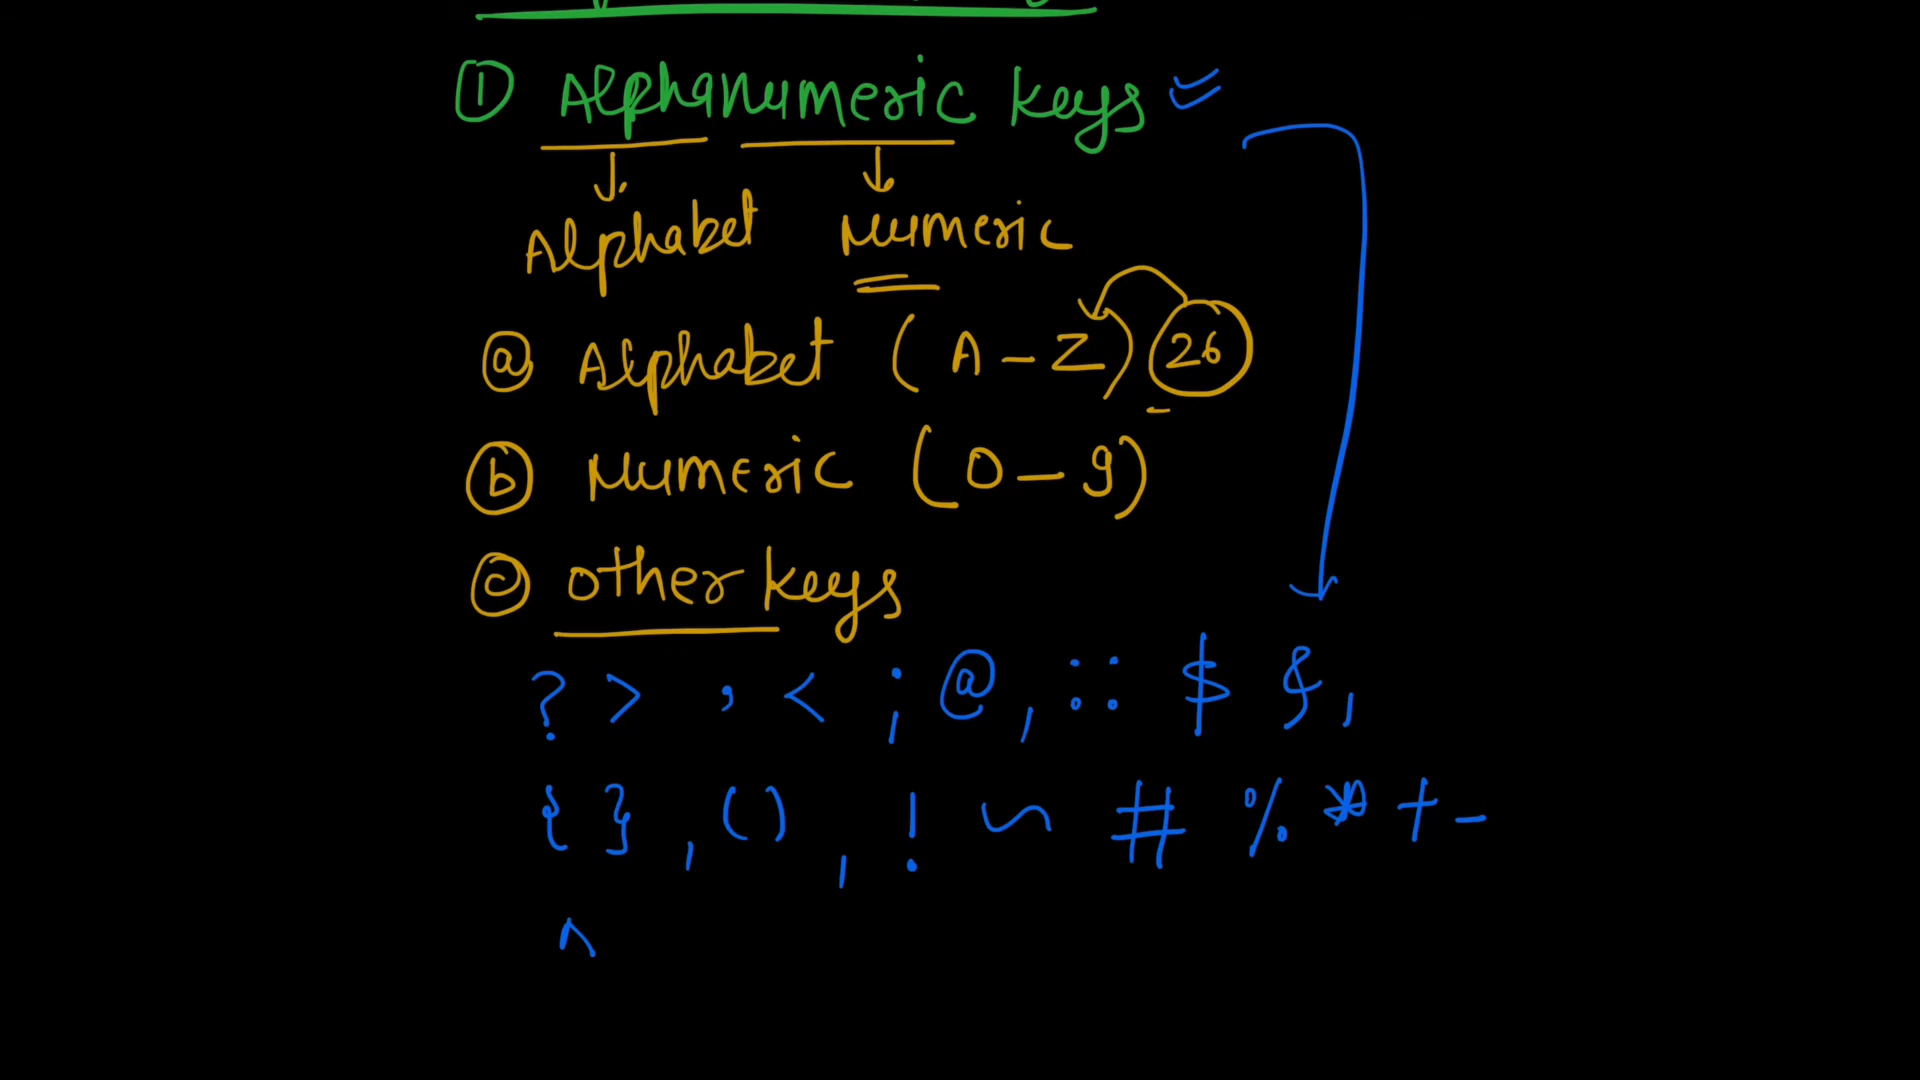 ① Alphanumeric keys
Alphabet Numeric
ⓐ Alphabet (A-Z) 26
ⓑ Numeric (0-9)
ⓒ other keys
? > , < ; @ , : : $ & ,
{ } , ( ) , ! ~ # % * + -
^